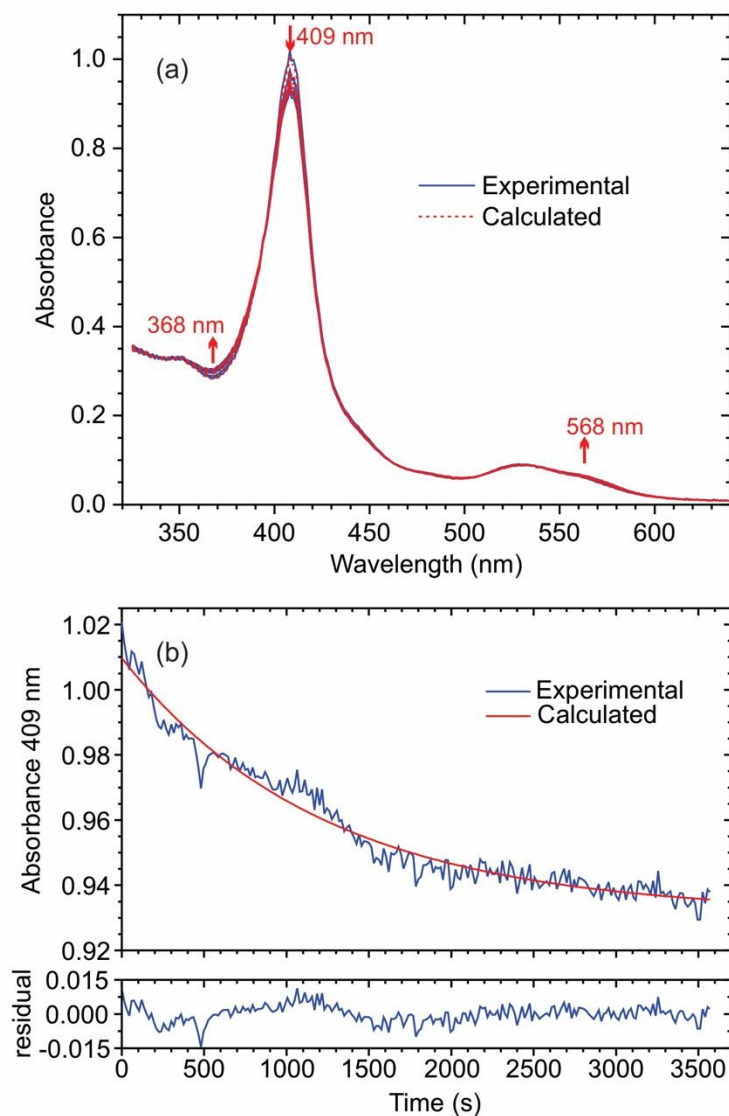 409 nm
(a)
1.0
0.8
0.6
0.4
0.2
0.0
Absorbance
Experimental
Calculated
368 nm
568 nm
350 400 450 500 550 600
Wavelength (nm)
1.02
1.00
0.98
0.96
0.94
0.92
Absorbance 409 nm
(b)
Experimental
Calculated
0.015
0.000
-0.015
residual
0 500 1000 1500 2000 2500 3000 3500
Time (s)